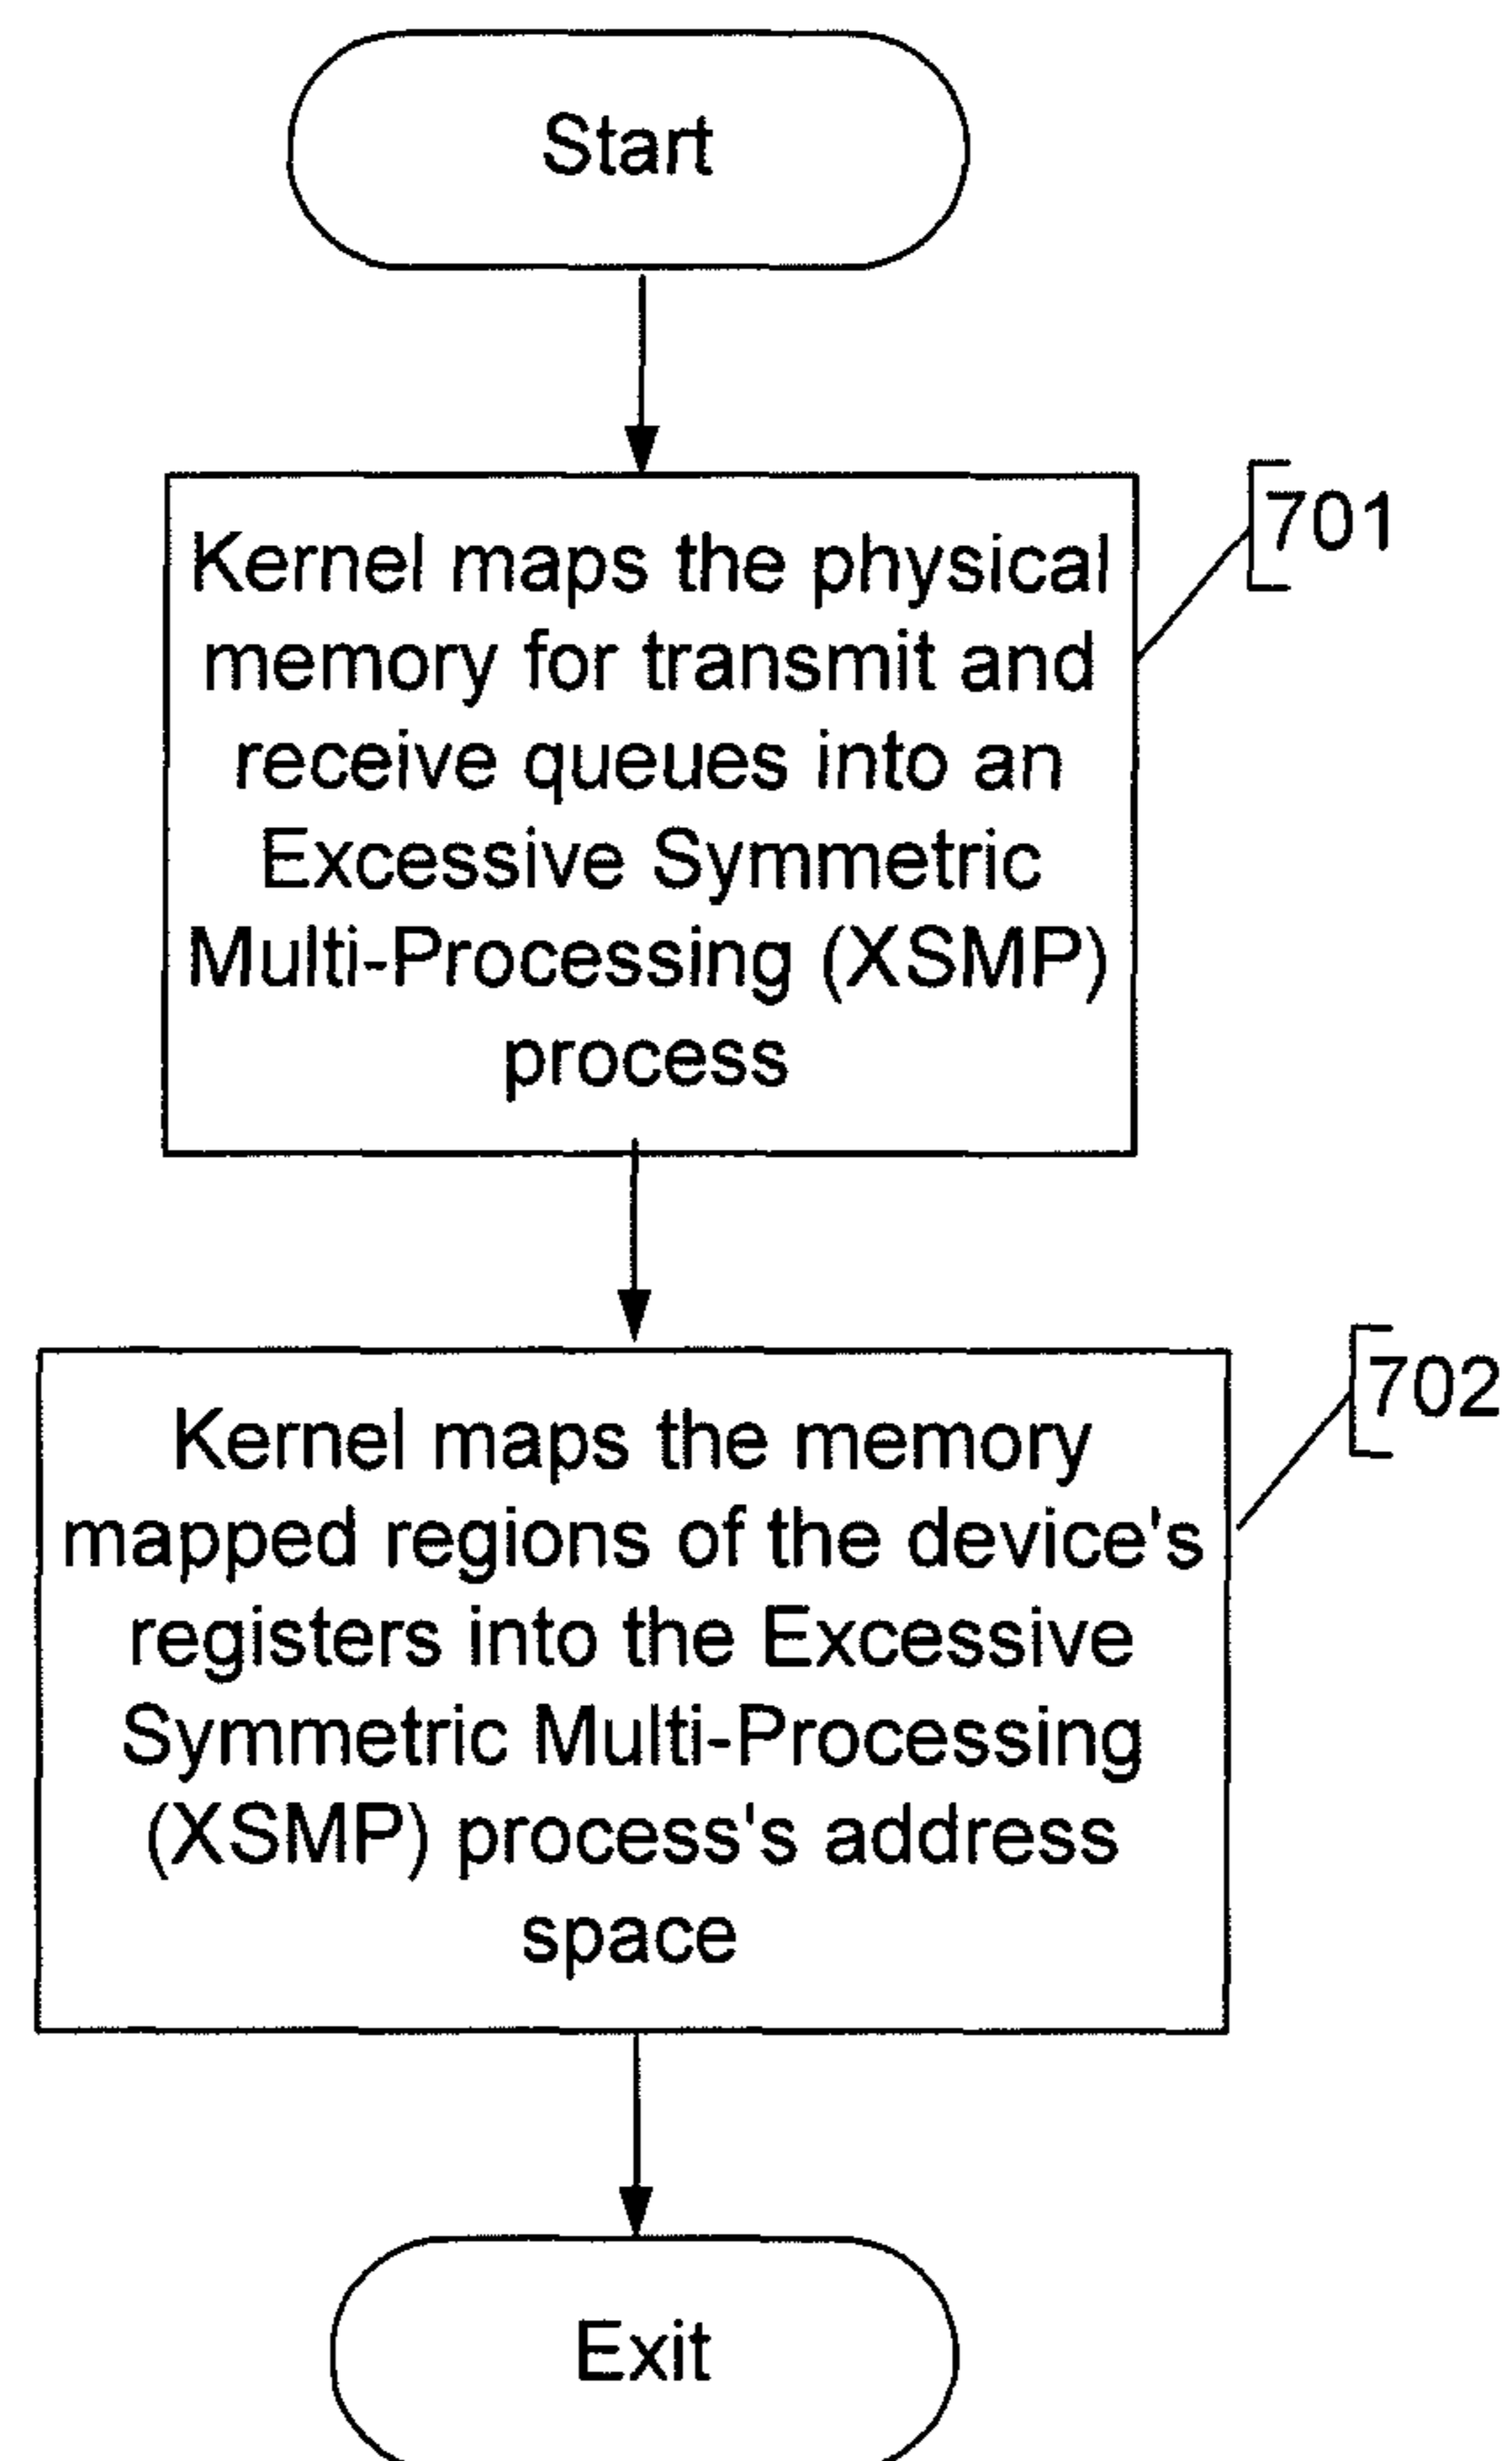 Start
701
Kernel maps the physical
memory for transmit and
receive queues into an
Excessive Symmetric
Multi-Processing (XSMP)
process
702
Kernel maps the memory
mapped regions of the device's
registers into the Excessive
Symmetric Multi-Processing
(XSMP) process's address
space
Exit